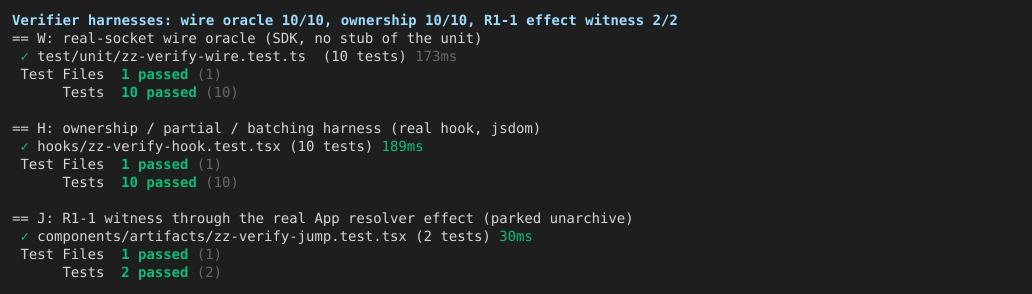 Verifier harnesses: wire oracle 10/10, ownership 10/10, R1-1 effect witness 2/2
== W: real-socket wire oracle (SDK, no stub of the unit)
✓ test/unit/zz-verify-wire.test.ts  (10 tests) 173ms
Test Files  1 passed (1)
Tests  10 passed (10)
== H: ownership / partial / batching harness (real hook, jsdom)
✓ hooks/zz-verify-hook.test.tsx (10 tests) 189ms
Test Files  1 passed (1)
Tests  10 passed (10)
== J: R1-1 witness through the real App resolver effect (parked unarchive)
✓ components/artifacts/zz-verify-jump.test.tsx (2 tests) 30ms
Test Files  1 passed (1)
Tests  2 passed (2)